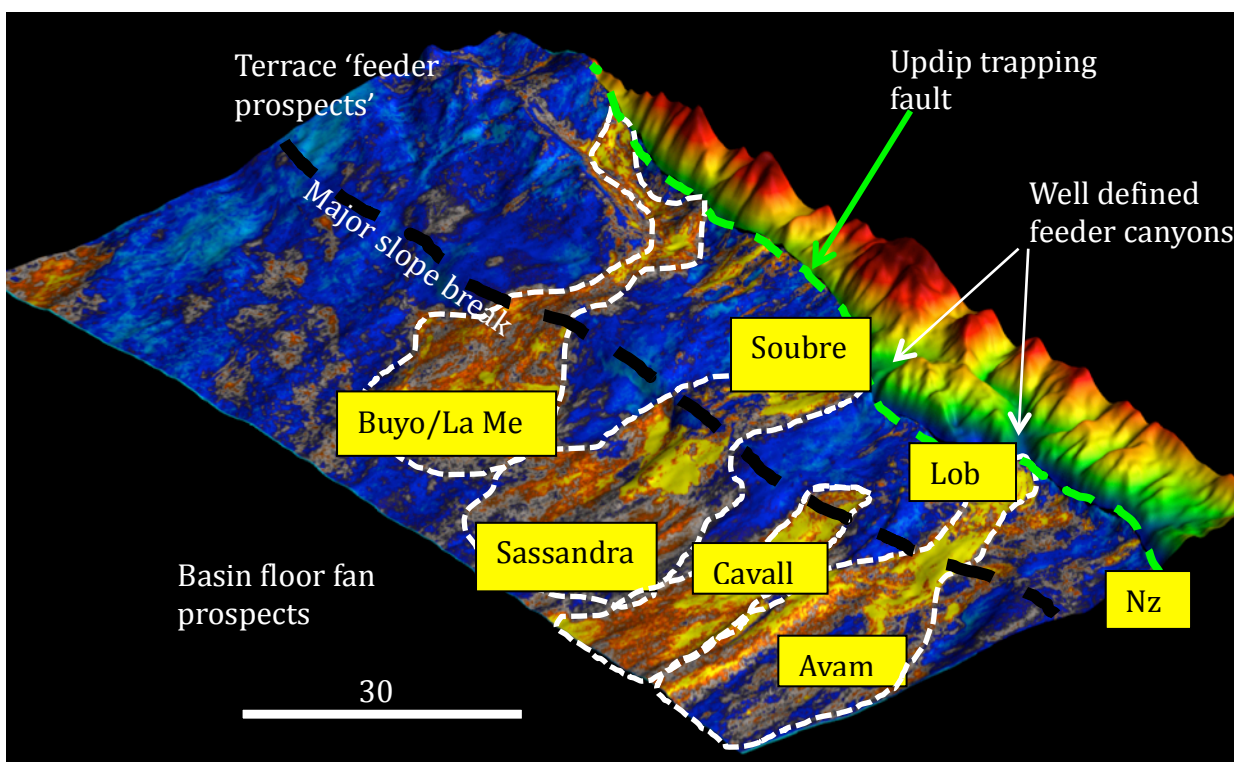 Terrace ‘feeder
prospects’
Updip trapping
fault
Well defined
feeder canyons
Major slope break
Soubre
Buyo/La Me
Lob
Sassandra
Cavall
Nz
Avam
Basin floor fan
prospects
30